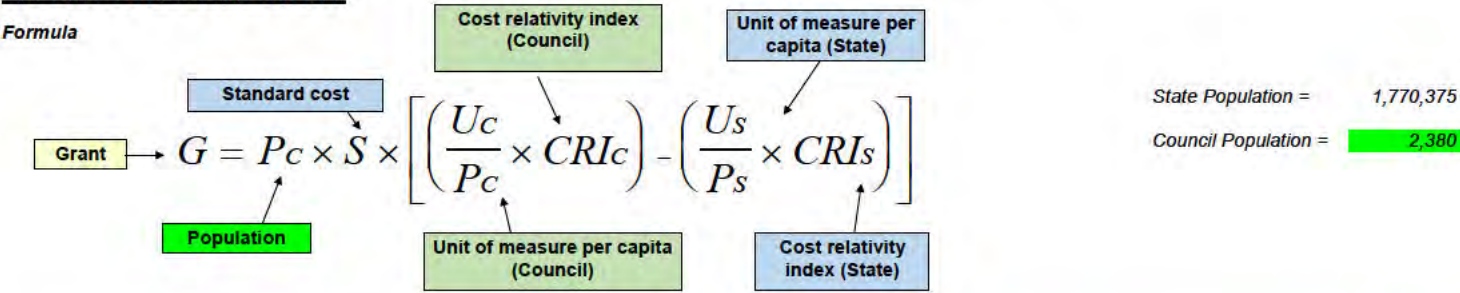 Formula
Cost relativity index
(Council)
Unit of measure per
capita (State)
Standard cost
State Population = 1,770,375
Grant
G = Pc × S × [(Uc/Pc × CRIc) - (Us/Ps × CRIs)]
Council Population = 2,380
Population
Unit of measure per capita
(Council)
Cost relativity
index (State)